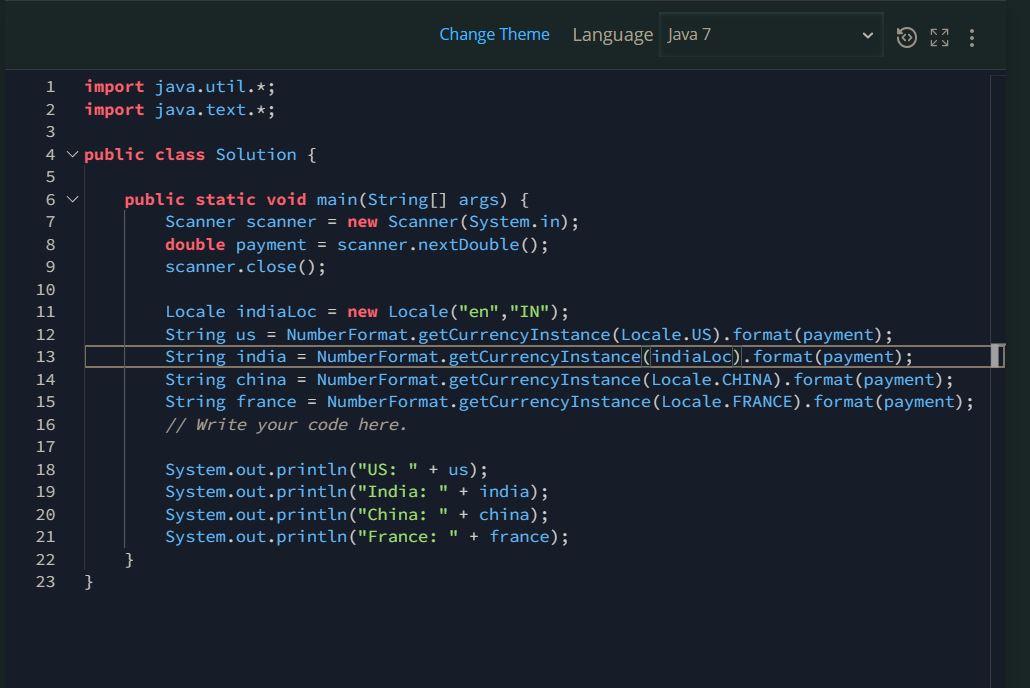 Change Theme Language Java 7
1 import java.util.*;
2 import java.text.*;
3
4 public class Solution {
5
6     public static void main(String[] args) {
7         Scanner scanner = new Scanner(System.in);
8         double payment = scanner.nextDouble();
9         scanner.close();
10
11         Locale indiaLoc = new Locale("en","IN");
12         String us = NumberFormat.getCurrencyInstance(Locale.US).format(payment);
13         String india = NumberFormat.getCurrencyInstance(indiaLoc).format(payment);
14         String china = NumberFormat.getCurrencyInstance(Locale.CHINA).format(payment);
15         String france = NumberFormat.getCurrencyInstance(Locale.FRANCE).format(payment);
16         // Write your code here.
17
18         System.out.println("US: " + us);
19         System.out.println("India: " + india);
20         System.out.println("China: " + china);
21         System.out.println("France: " + france);
22     }
23 }